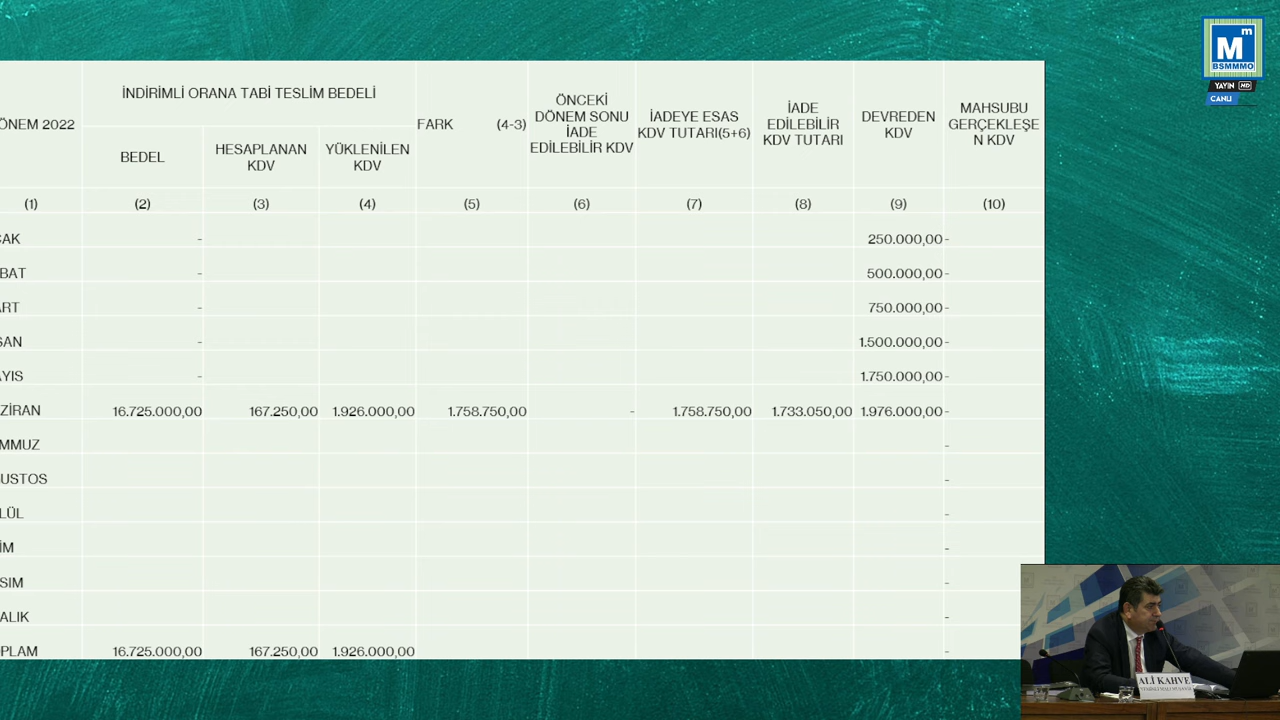 M m
BSMMMO
YAYIN HD
CANLI
ÖNEM 2022
İNDİRİMLİ ORANA TABİ TESLİM BEDELİ
BEDEL
HESAPLANAN
KDV
YÜKLENİLEN
KDV
FARK (4-3)
ÖNCEKİ
DÖNEM SONU
İADE
EDİLEBİLİR KDV
İADEYE ESAS
KDV TUTARI(5+6)
İADE
EDİLEBİLİR
KDV TUTARI
DEVREDEN
KDV
MAHSUBU
GERÇEKLEŞE
N KDV
(1) (2) (3) (4) (5) (6) (7) (8) (9) (10)
CAK - 250.000,00 -
BAT - 500.000,00 -
ART - 750.000,00 -
SAN - 1.500.000,00 -
AYIS - 1.750.000,00 -
ZİRAN 16.725.000,00 167.250,00 1.926.000,00 1.758.750,00 - 1.758.750,00 1.733.050,00 1.976.000,00 -
MMUZ -
USTOS -
LÜL -
İM -
SIM -
ALIK -
PLAM 16.725.000,00 167.250,00 1.926.000,00 -
ALİ KAHVE